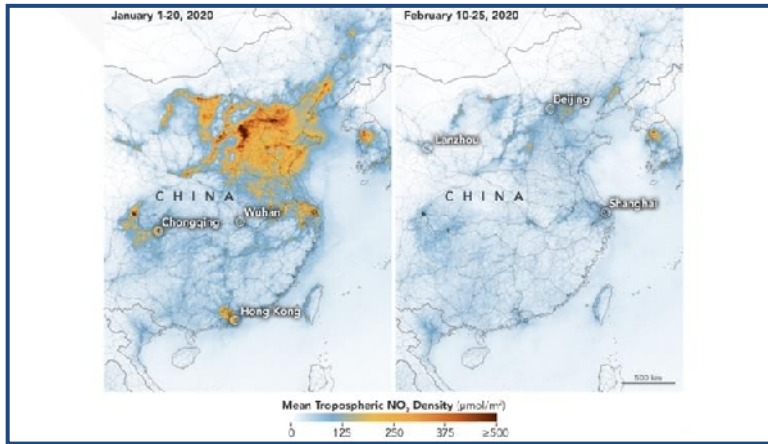 January 1-20, 2020
February 10-25, 2020
Beijing
Lanzhou
CHINA
Wuhan
Chongqing
Hong Kong
CHINA
Shanghai
500 km
Mean Tropospheric NO₂ Density (μmol/m²)
0 125 250 375 ≥500